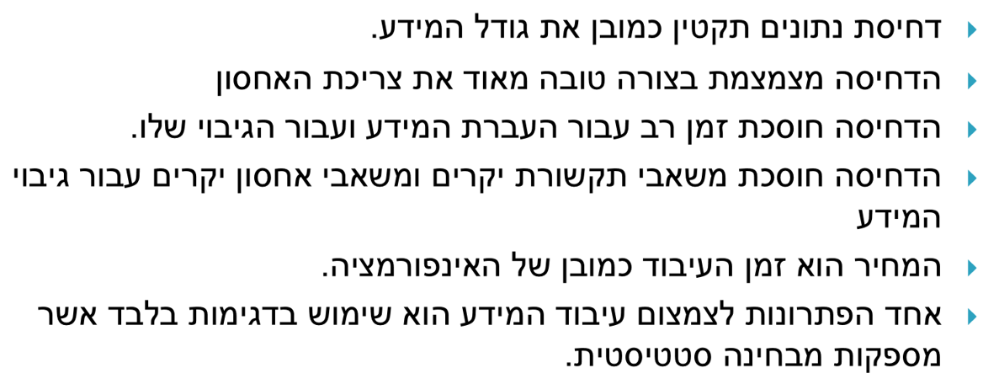 דחיסת נתונים תקטין כמובן את גודל המידע.
הדחיסה מצמצמת בצורה טובה מאוד את צריכת האחסון
הדחיסה חוסכת זמן רב עבור העברת המידע ועבור הגיבוי שלו.
הדחיסה חוסכת משאבי תקשורת יקרים ומשאבי אחסון יקרים עבור גיבוי
המידע
המחיר הוא זמן העיבוד כמובן של האינפורמציה.
אחד הפתרונות לצמצום עיבוד המידע הוא שימוש בדגימות בלבד אשר
מספקות מבחינה סטטיסטית.